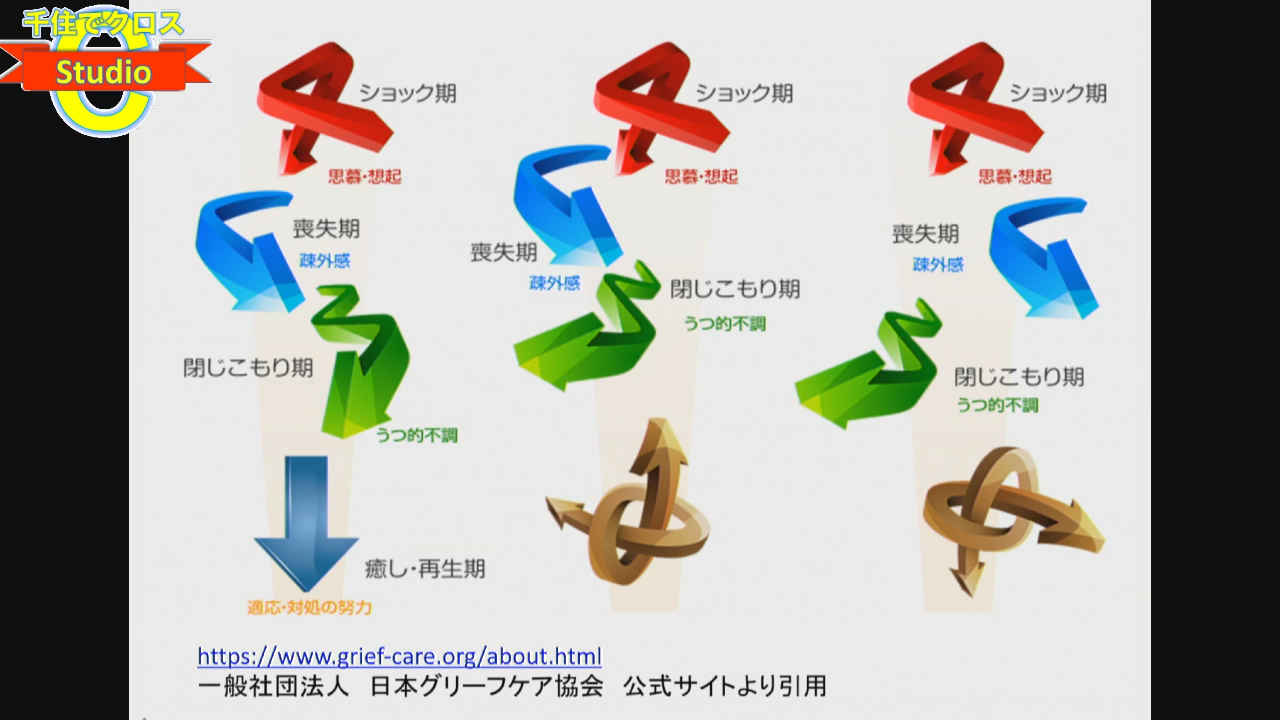 千住でクロス
Studio
ショック期
思慕・想起
喪失期
疎外感
閉じこもり期
うつ的不調
癒し・再生期
適応・対処の努力
ショック期
思慕・想起
喪失期
疎外感
閉じこもり期
うつ的不調
ショック期
思慕・想起
喪失期
疎外感
閉じこもり期
うつ的不調
https://www.grief-care.org/about.html
一般社団法人　日本グリーフケア協会　公式サイトより引用